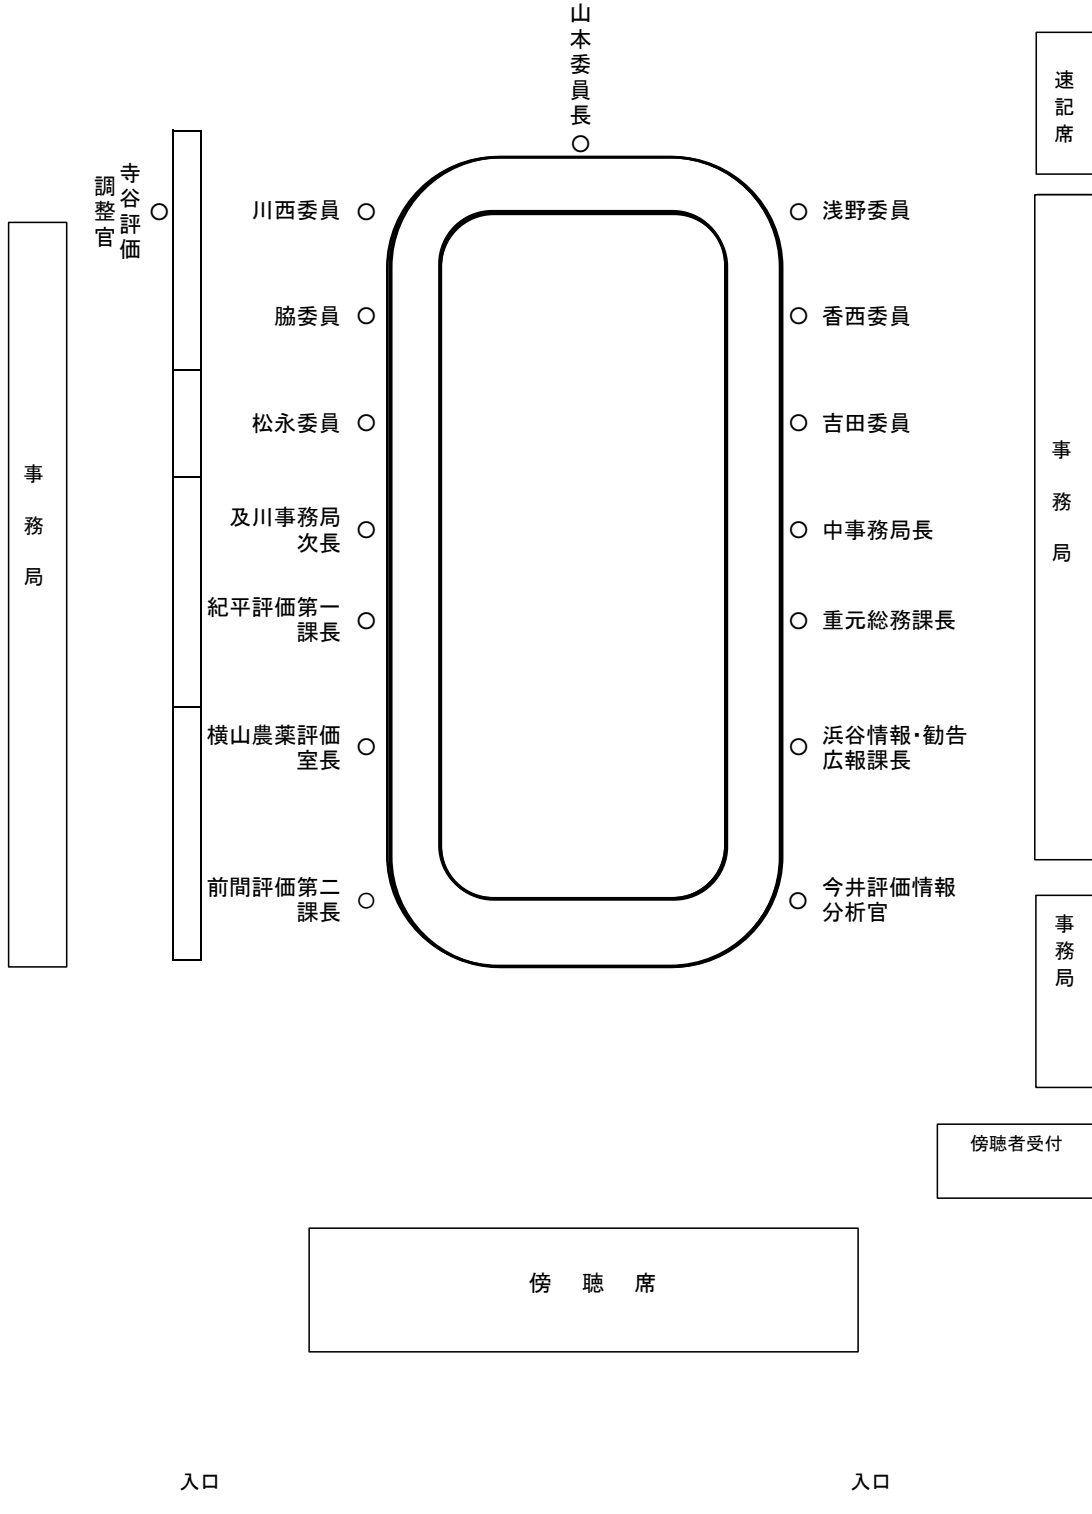 山本委員長
速記席
寺谷評価
調整官
川西委員
浅野委員
脇委員
香西委員
松永委員
吉田委員
事務局
事務局
及川事務局
次長
中事務局長
紀平評価第一
課長
重元総務課長
横山農薬評価
室長
浜谷情報・勧告
広報課長
前間評価第二
課長
今井評価情報
分析官
事務局
傍聴者受付
傍聴席
入口
入口